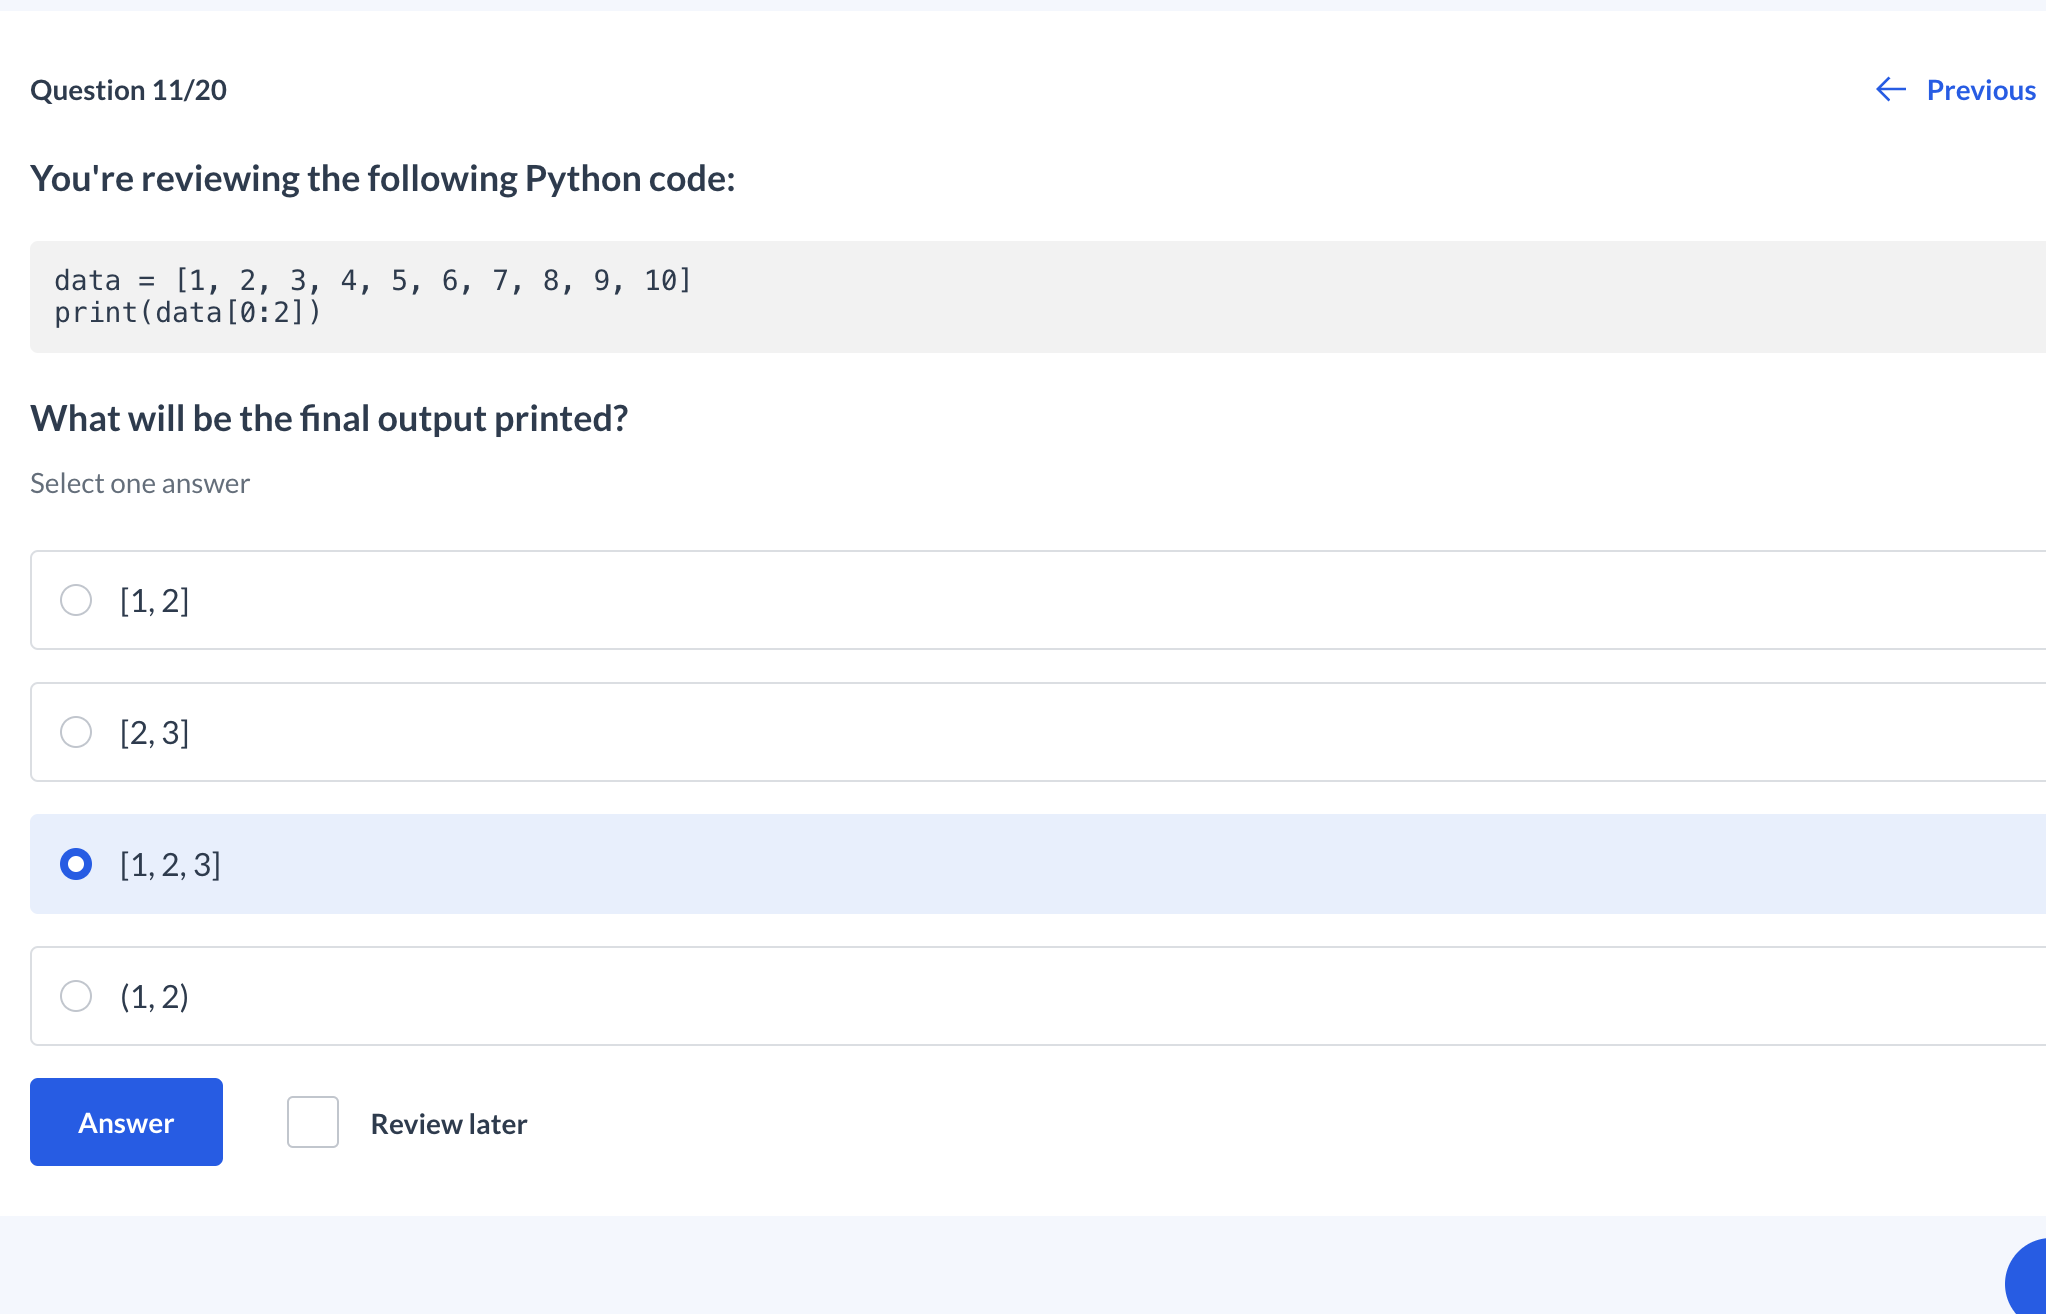 Question 11/20
Previous
You're reviewing the following Python code:
data = [1, 2, 3, 4, 5, 6, 7, 8, 9, 10]
print(data[0:2])
What will be the final output printed?
Select one answer
[1, 2]
[2, 3]
[1, 2, 3]
(1, 2)
Answer
Review later